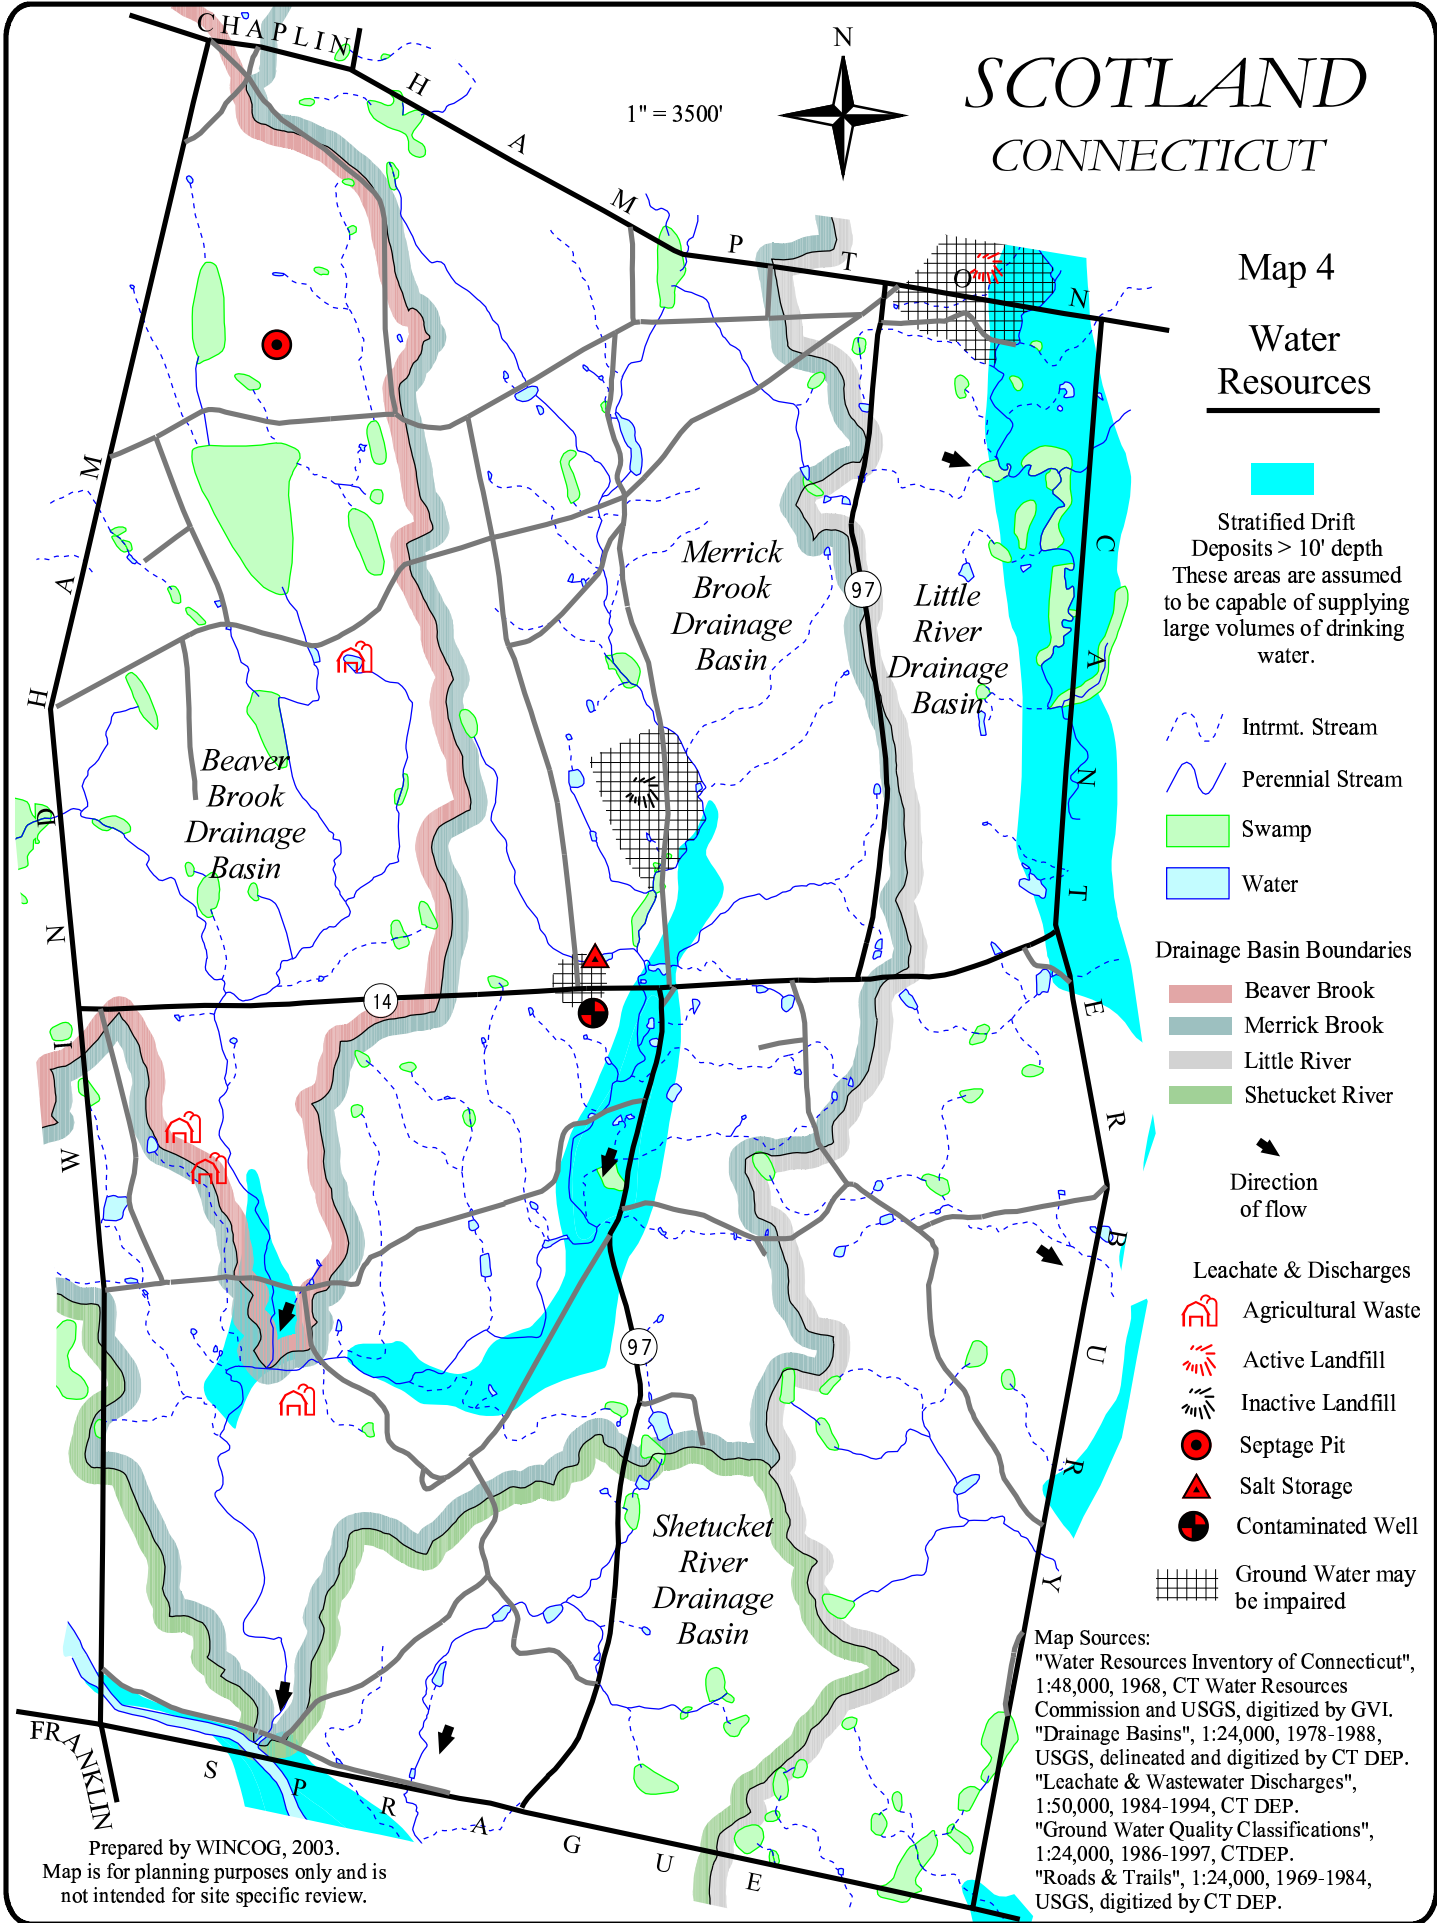 CHAPLIN
HAMPTON
N
1" = 3500'
SCOTLAND
CONNECTICUT
Map 4
Water
Resources
Stratified Drift
Deposits > 10' depth
These areas are assumed
to be capable of supplying
large volumes of drinking
water.
Intrmt. Stream
Perennial Stream
Swamp
Water
Drainage Basin Boundaries
Beaver Brook
Merrick Brook
Little River
Shetucket River
Direction
of flow
Leachate & Discharges
Agricultural Waste
Active Landfill
Inactive Landfill
Septage Pit
Salt Storage
Contaminated Well
Ground Water may
be impaired
Map Sources:
"Water Resources Inventory of Connecticut",
1:48,000, 1968, CT Water Resources
Commission and USGS, digitized by GVI.
"Drainage Basins", 1:24,000, 1978-1988,
USGS, delineated and digitized by CT DEP.
"Leachate & Wastewater Discharges",
1:50,000, 1984-1994, CT DEP.
"Ground Water Quality Classifications",
1:24,000, 1986-1997, CTDEP.
"Roads & Trails", 1:24,000, 1969-1984,
USGS, digitized by CT DEP.
WINDHAM
CANTERBURY
Merrick
Brook
Drainage
Basin
97
Little
River
Drainage
Basin
Beaver
Brook
Drainage
Basin
14
97
Shetucket
River
Drainage
Basin
FRANKLIN
SPRAGUE
Prepared by WINCOG, 2003.
Map is for planning purposes only and is
not intended for site specific review.